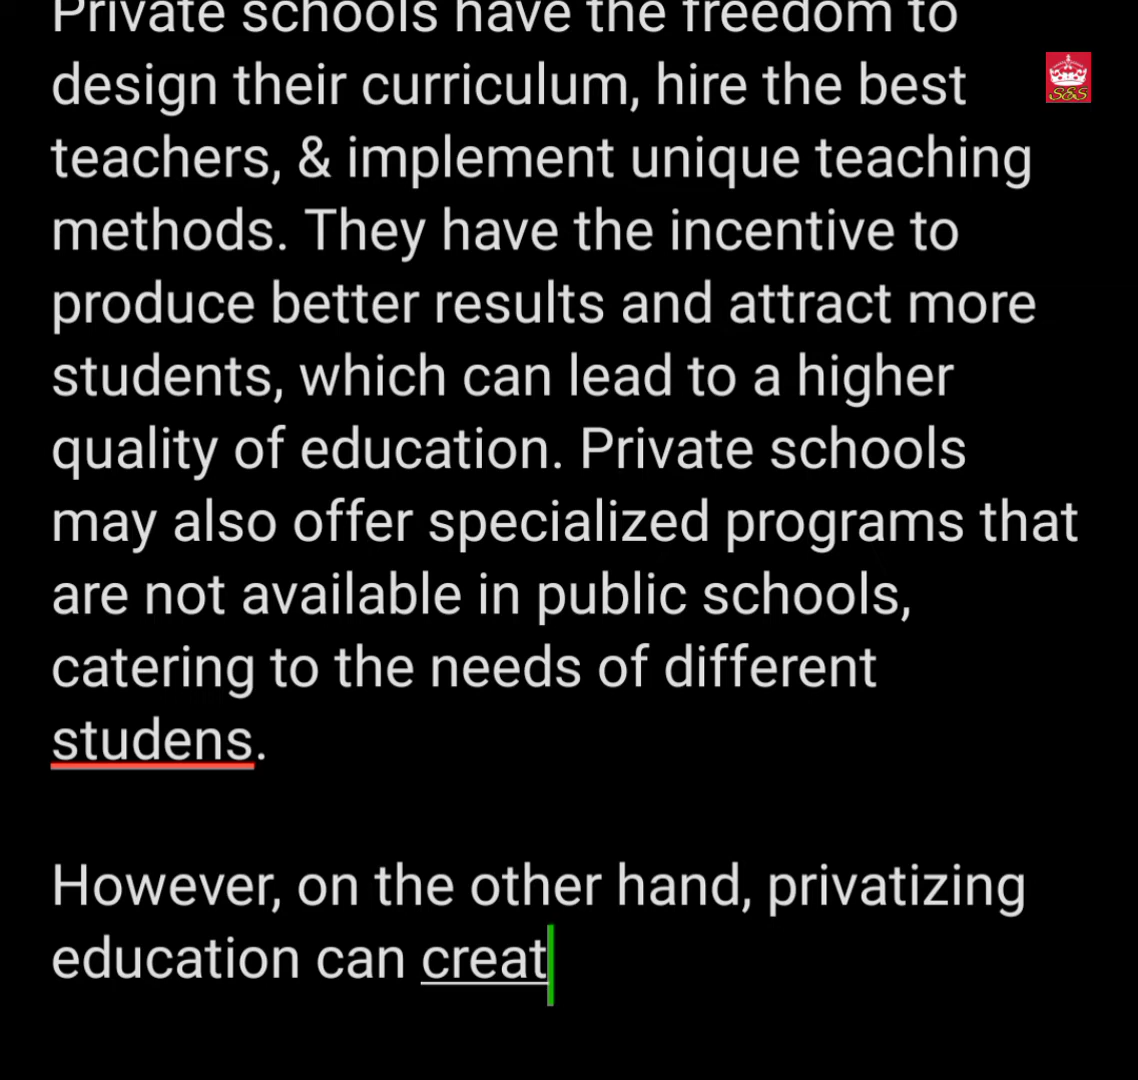 Private schools have the freedom to
design their curriculum, hire the best
S&S
teachers, & implement unique teaching
methods. They have the incentive to
produce better results and attract more
students, which can lead to a higher
quality of education. Private schools
may also offer specialized programs that
are not available in public schools,
catering to the needs of different
studens.
However, on the other hand, privatizing
education can creat